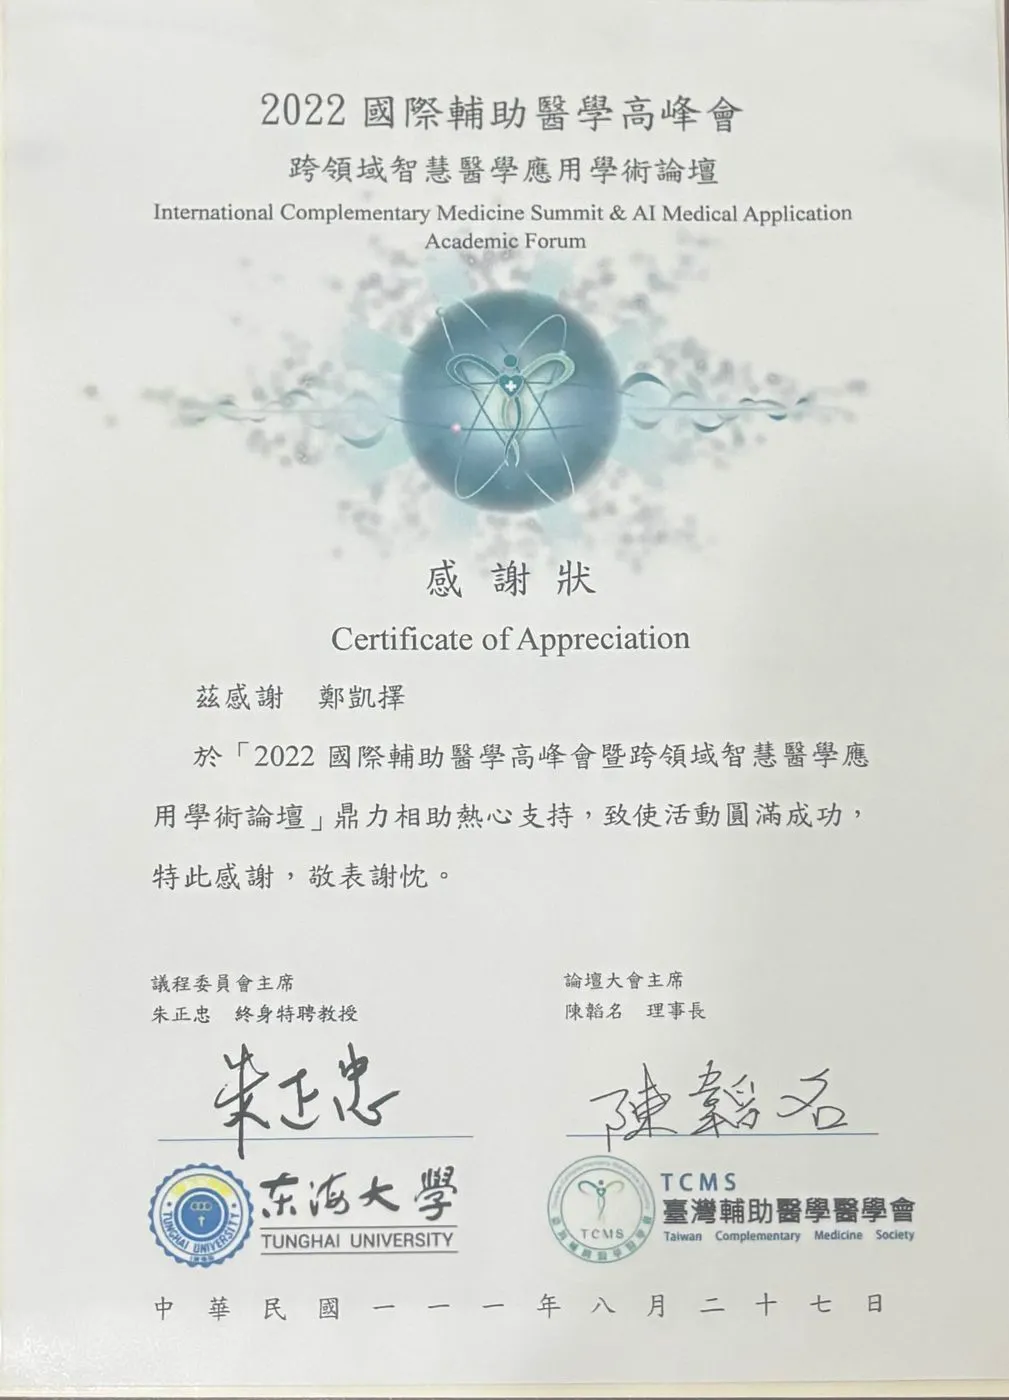 2022 國際輔助醫學高峰會
跨領域智慧醫學應用學術論壇
International Complementary Medicine Summit & AI Medical Application
Academic Forum
感謝狀
Certificate of Appreciation
茲感謝 鄭凱擇
於「2022 國際輔助醫學高峰會暨跨領域智慧醫學應
用學術論壇」鼎力相助熱心支持，致使活動圓滿成功，
特此感謝，敬表謝忱。
議程委員會主席
朱正忠 終身特聘教授
論壇大會主席
陳韜名 理事長
朱正忠
陳韜名
TUNGHAI UNIVERSITY
东海大學
TUNGHAI UNIVERSITY
TCMS
TCMS
臺灣輔助醫學醫學會
Taiwan Complementary Medicine Society
中華民國一一一年八月二十七日